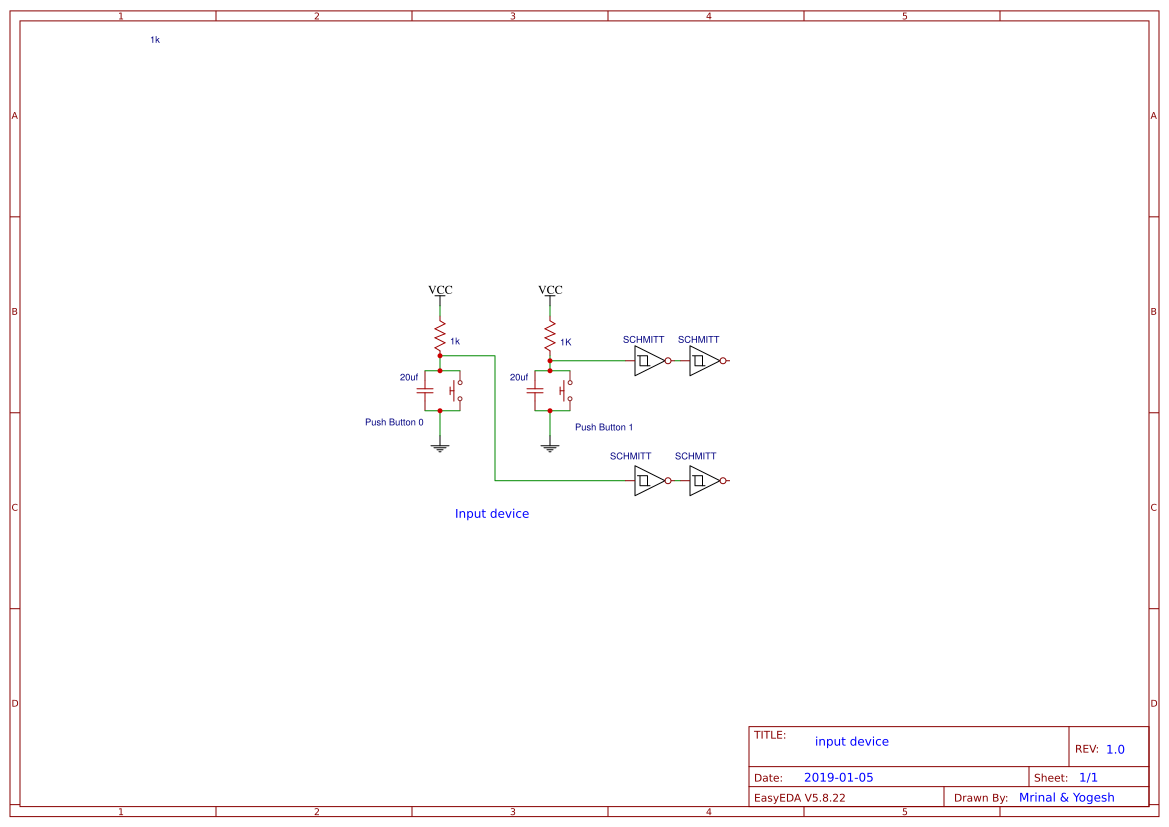 1 2 3 4 5
1k
A A
VCC VCC
B B
SCHMITT SCHMITT
1k 1K
20uf 20uf
Push Button 0 Push Button 1
SCHMITT SCHMITT
C C
Input device
D D
TITLE: input device
REV: 1.0
Date: 2019-01-05 Sheet: 1/1
EasyEDA V5.8.22 Drawn By: Mrinal & Yogesh
1 2 3 4 5